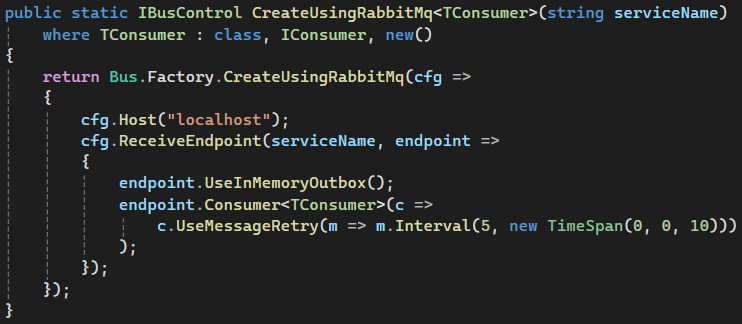 public static IBusControl CreateUsingRabbitMq<TConsumer>(string serviceName)
    where TConsumer : class, IConsumer, new()
{
    return Bus.Factory.CreateUsingRabbitMq(cfg =>
    {
        cfg.Host("localhost");
        cfg.ReceiveEndpoint(serviceName, endpoint =>
        {
            endpoint.UseInMemoryOutbox();
            endpoint.Consumer<TConsumer>(c =>
                c.UseMessageRetry(m => m.Interval(5, new TimeSpan(0, 0, 10)))
            );
        });
    });
}